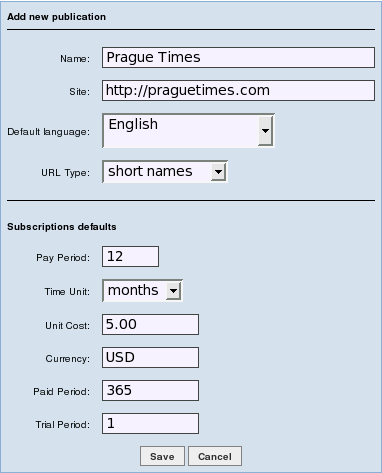 Add new publication
Name: Prague Times
Site: http://praguetimes.com
Default language: English
URL Type: short names
Subscriptions defaults
Pay Period: 12
Time Unit: months
Unit Cost: 5.00
Currency: USD
Paid Period: 365
Trial Period: 1
Save Cancel